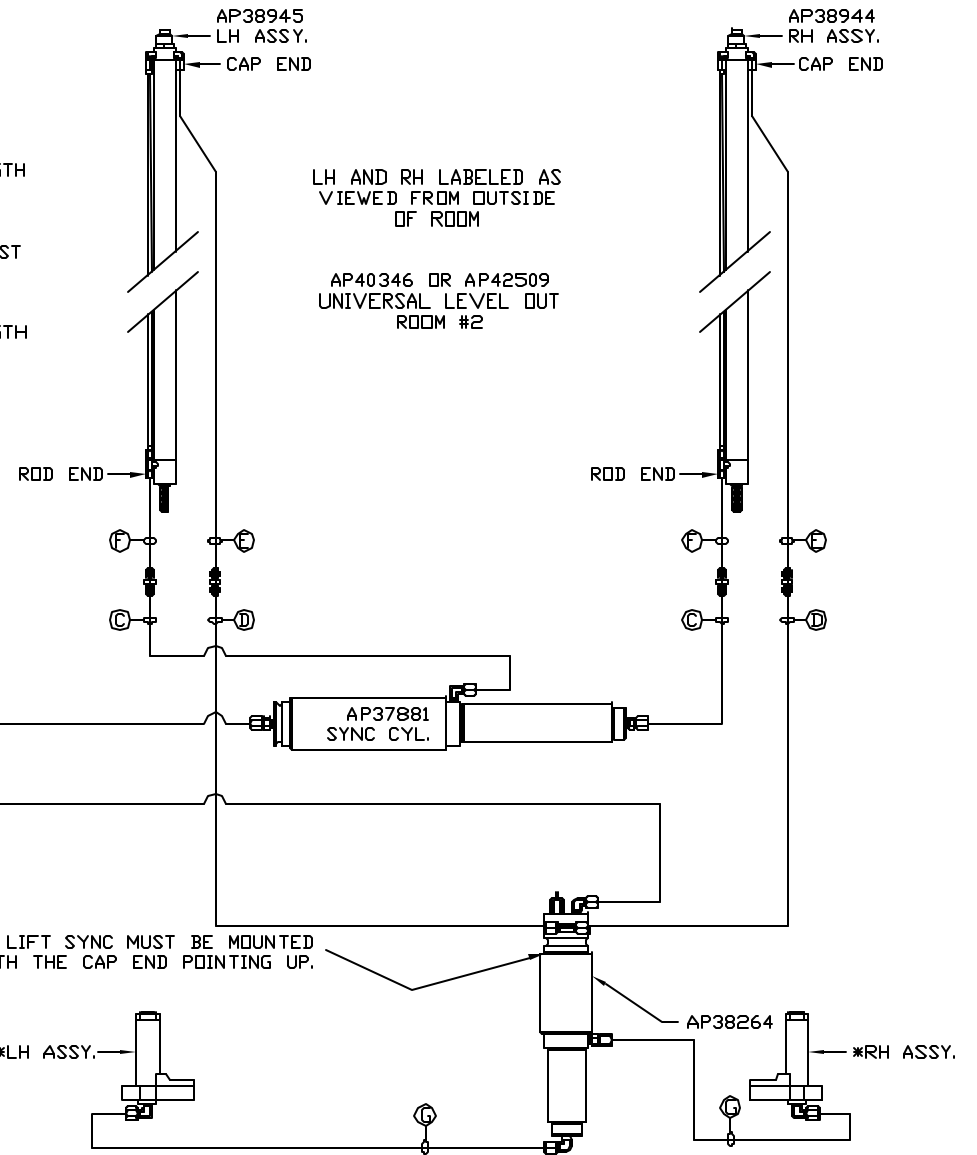 AP38945
LH ASSY.
CAP END
AP38944
RH ASSY.
CAP END
LH AND RH LABELED AS
VIEWED FROM OUTSIDE
OF ROOM
AP40346 OR AP42509
UNIVERSAL LEVEL OUT
ROOM #2
ROD END
ROD END
F
E
F
E
C
D
C
D
AP37881
SYNC CYL.
LIFT SYNC MUST BE MOUNTED
THE CAP END POINTING UP.
AP38264
*LH ASSY.
*RH ASSY.
G
G